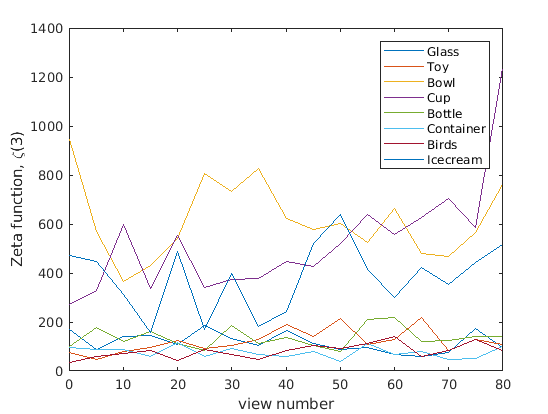 1400
1200
1000
800
600
400
200
0
Zeta function, ζ(3)
Glass
Toy
Bowl
Cup
Bottle
Container
Birds
Icecream
0 10 20 30 40 50 60 70 80
view number